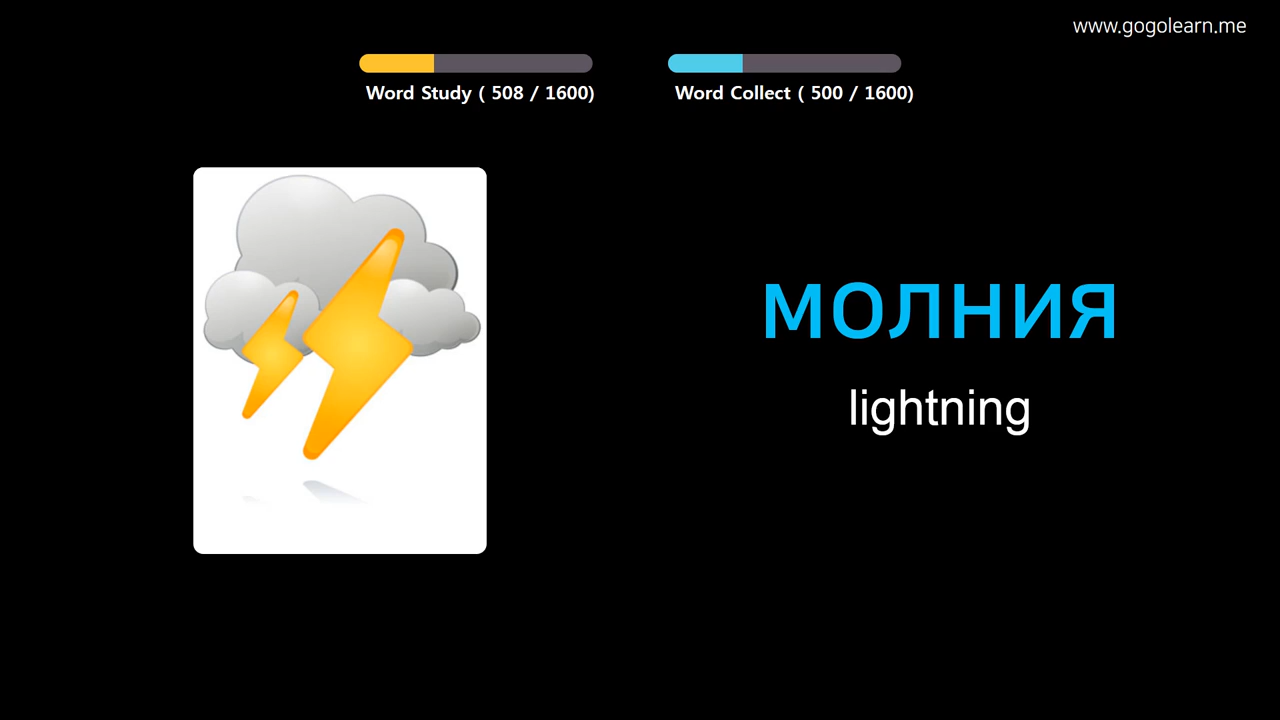 www.gogolearn.me
Word Study ( 508 / 1600)
Word Collect ( 500 / 1600)
молния
lightning